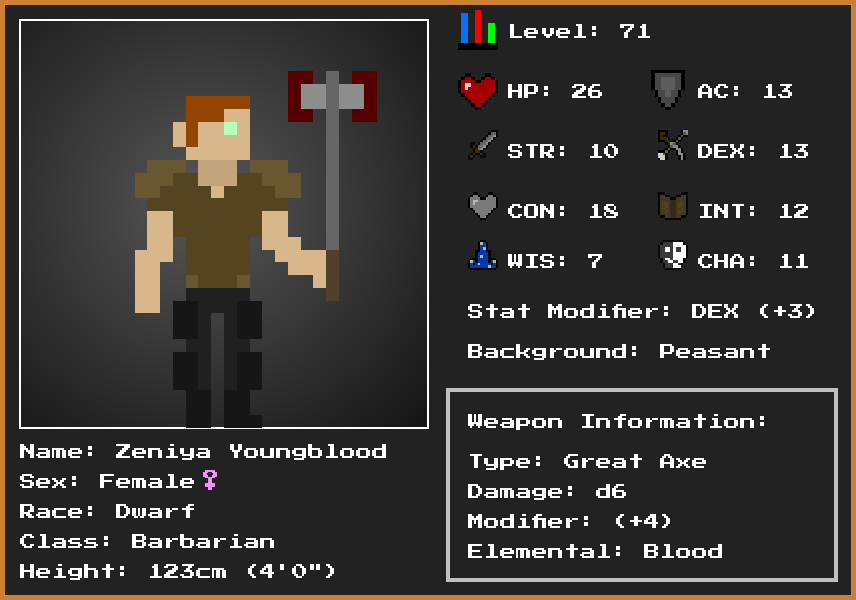 Level: 71
HP: 26 AC: 13
STR: 10 DEX: 13
CON: 18 INT: 12
WIS: 7 CHA: 11
Stat Modifier: DEX (+3)
Background: Peasant
Weapon Information:
Type: Great Axe
Damage: d6
Modifier: (+4)
Elemental: Blood
Name: Zeniya Youngblood
Sex: Female♀
Race: Dwarf
Class: Barbarian
Height: 123cm (4'0")